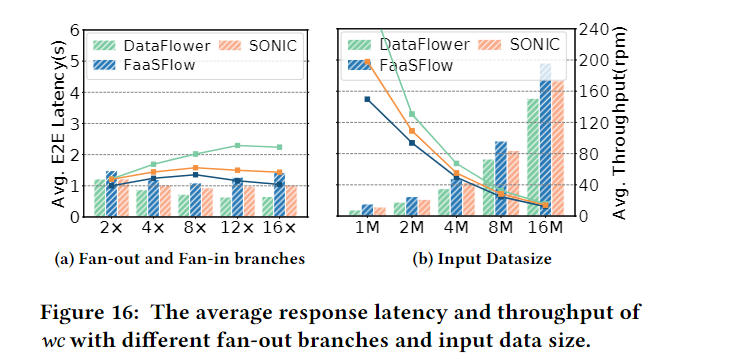 6
5
4
3
2
1
0
Avg. E2E Latency(s)
DataFlower SONIC
FaaSFlow
2× 4× 8× 12× 16×
(a) Fan-out and Fan-in branches
DataFlower SONIC
FaaSFlow
240
200
160
120
80
40
0
Avg. Throughput(rpm)
1M 2M 4M 8M 16M
(b) Input Datasize
Figure 16: The average response latency and throughput of
wc with different fan-out branches and input data size.